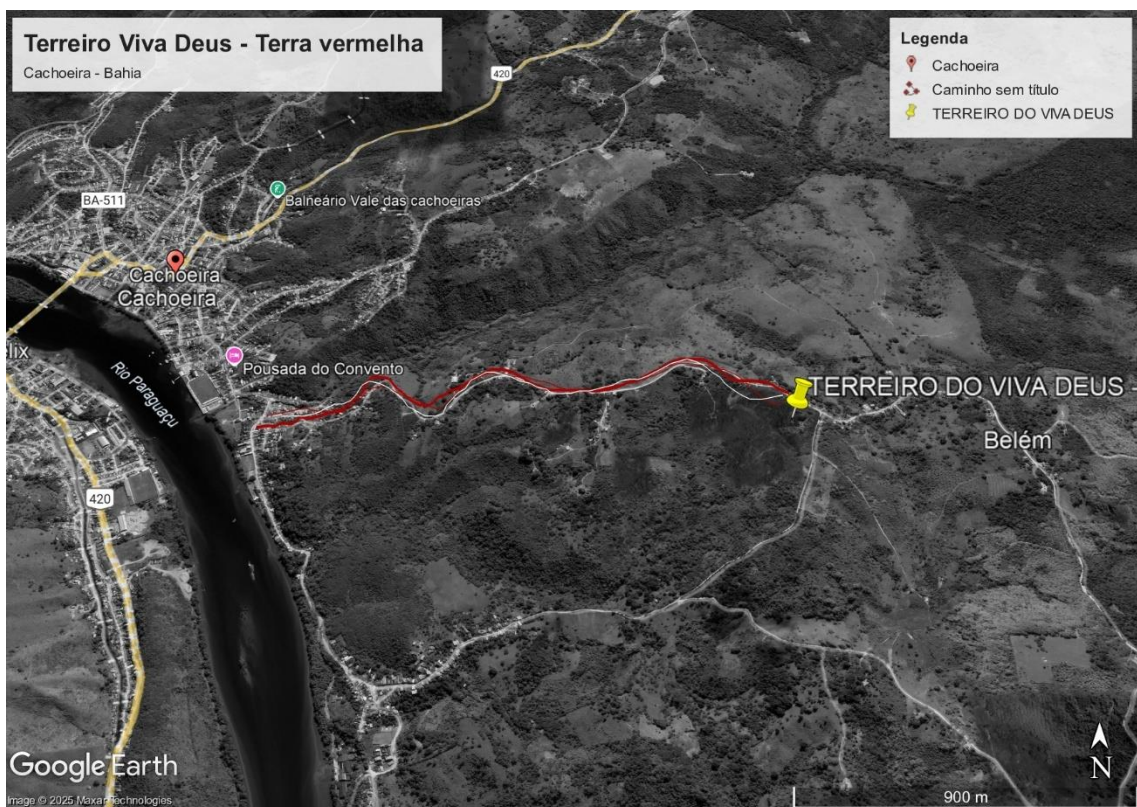 Terreiro Viva Deus - Terra vermelha
Cachoeira - Bahia
Legenda
Cachoeira
Caminho sem título
TERREIRO DO VIVA DEUS
420
BA-511
Balneário Vale das cachoeiras
Cachoeira
Cachoeira
lix
Pousada do Convento
Rio Paraguaçu
TERREIRO DO VIVA DEUS -
Belém
420
Google Earth
Image © 2025 Maxar Technologies
N
900 m